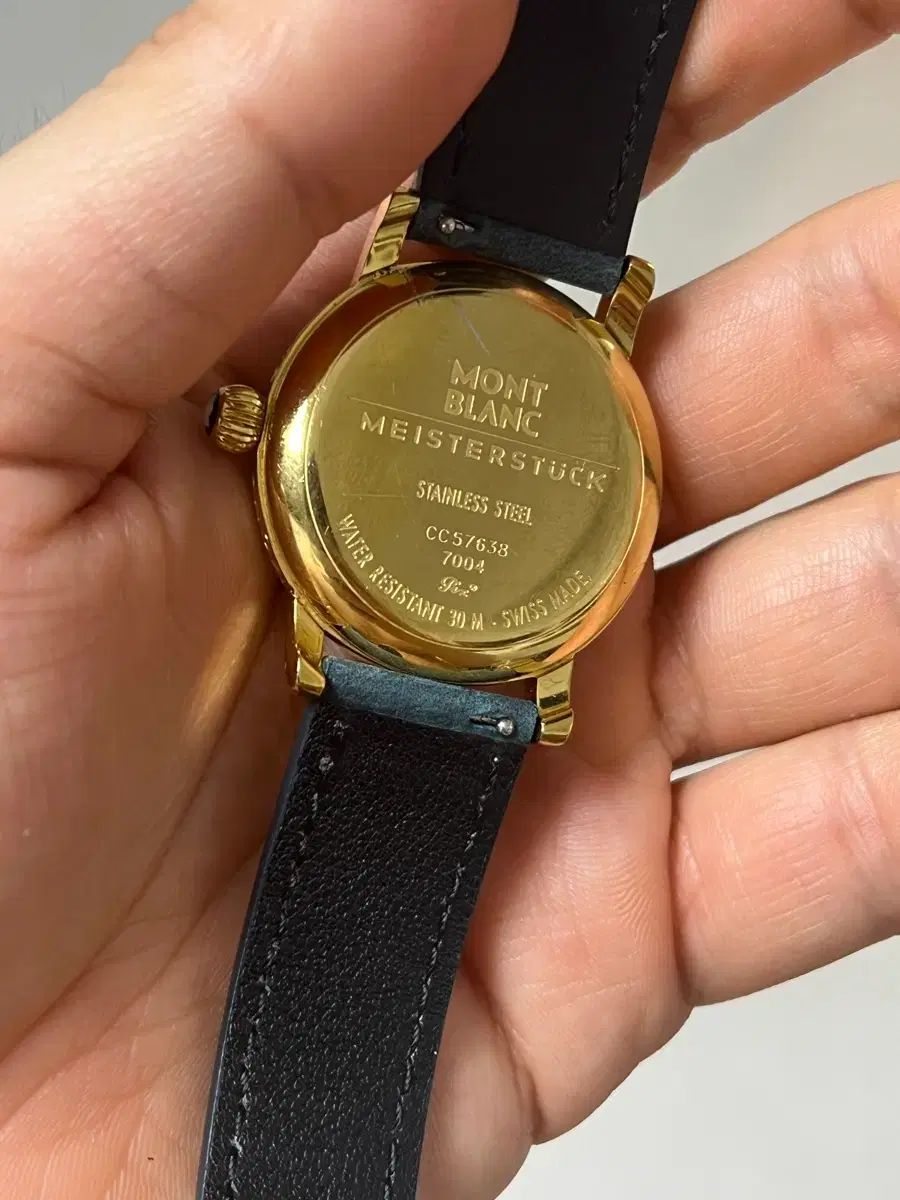 MONT
BLANC
MEISTERSTÜCK
STAINLESS STEEL
CC57638
7004
WATER RESISTANT 30 M - SWISS MADE